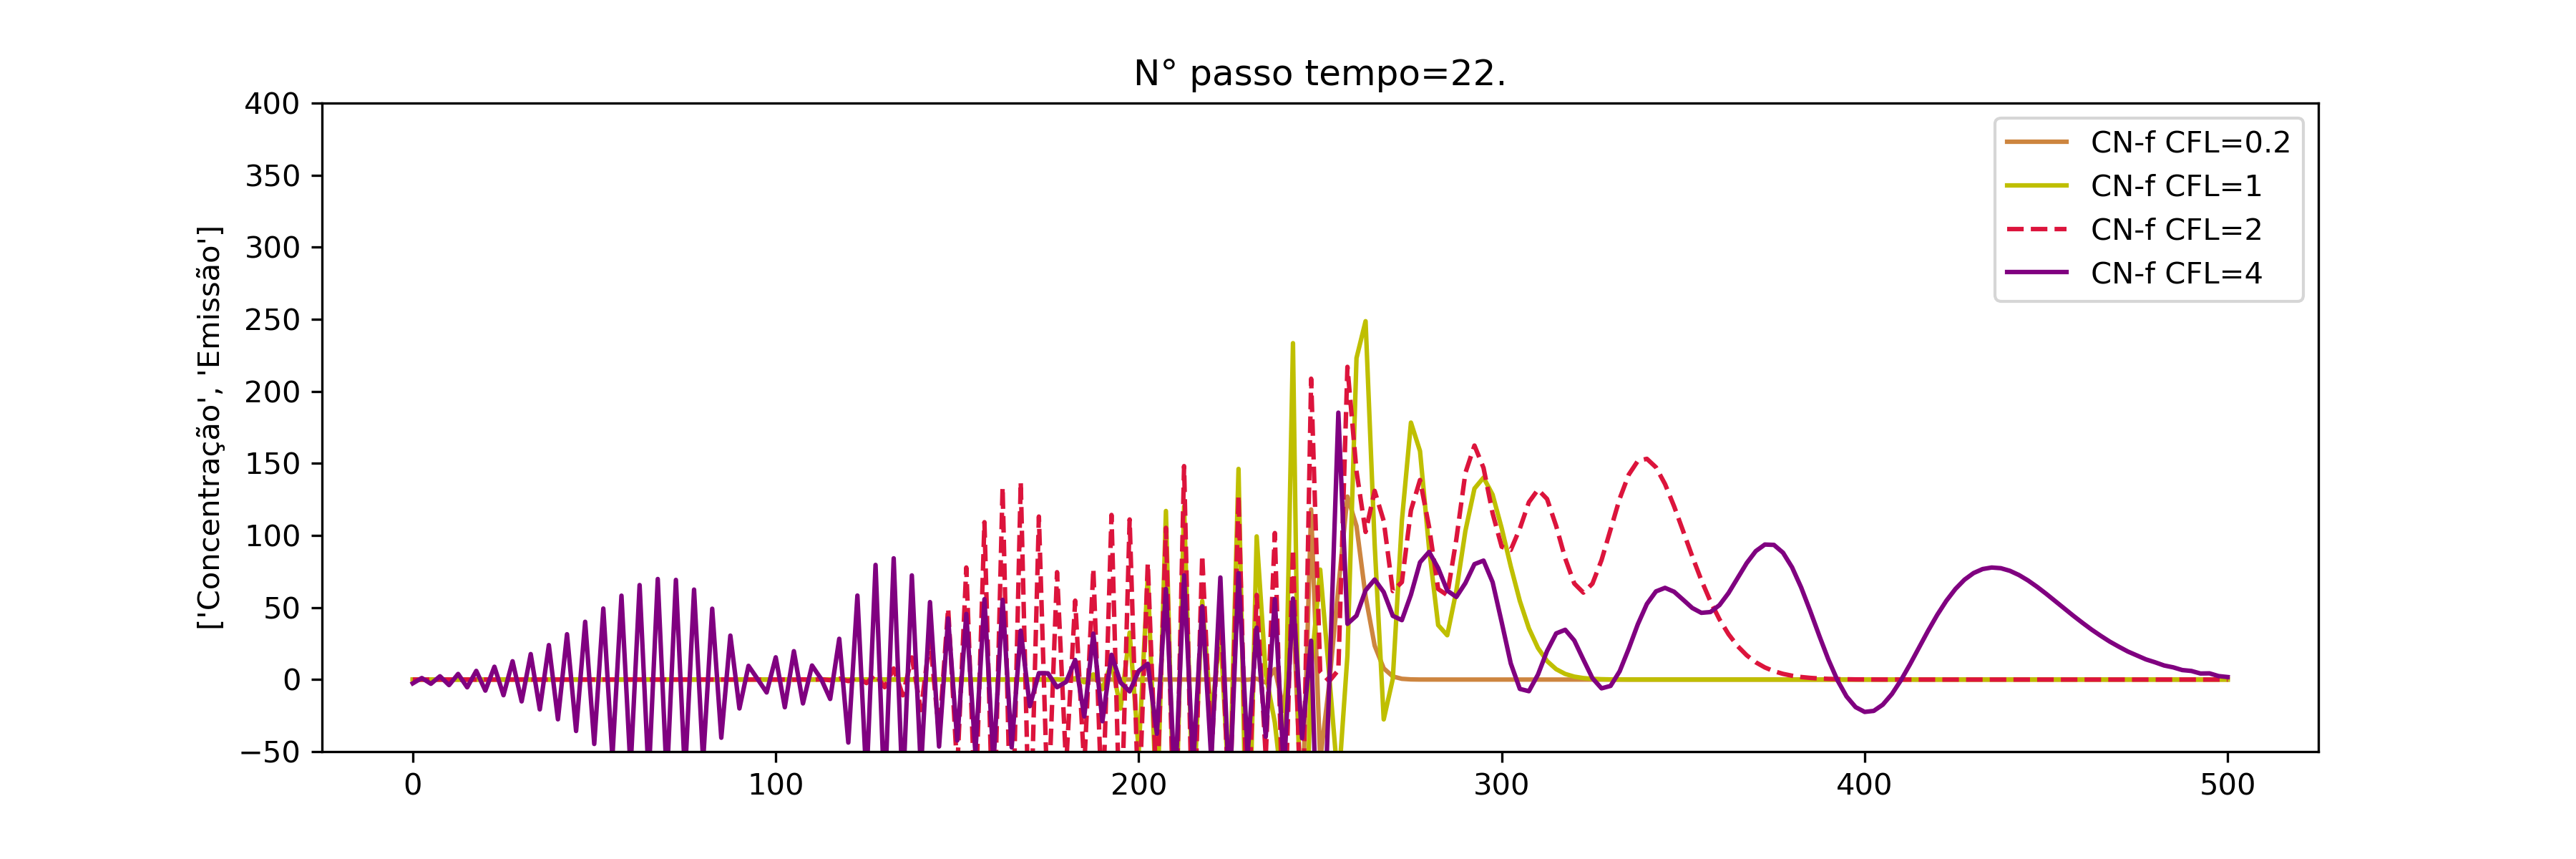 N° passo tempo=22.
['Concentração', 'Emissão']
400
350
300
250
200
150
100
50
0
−50
0
100
200
300
400
500
CN-f CFL=0.2
CN-f CFL=1
CN-f CFL=2
CN-f CFL=4